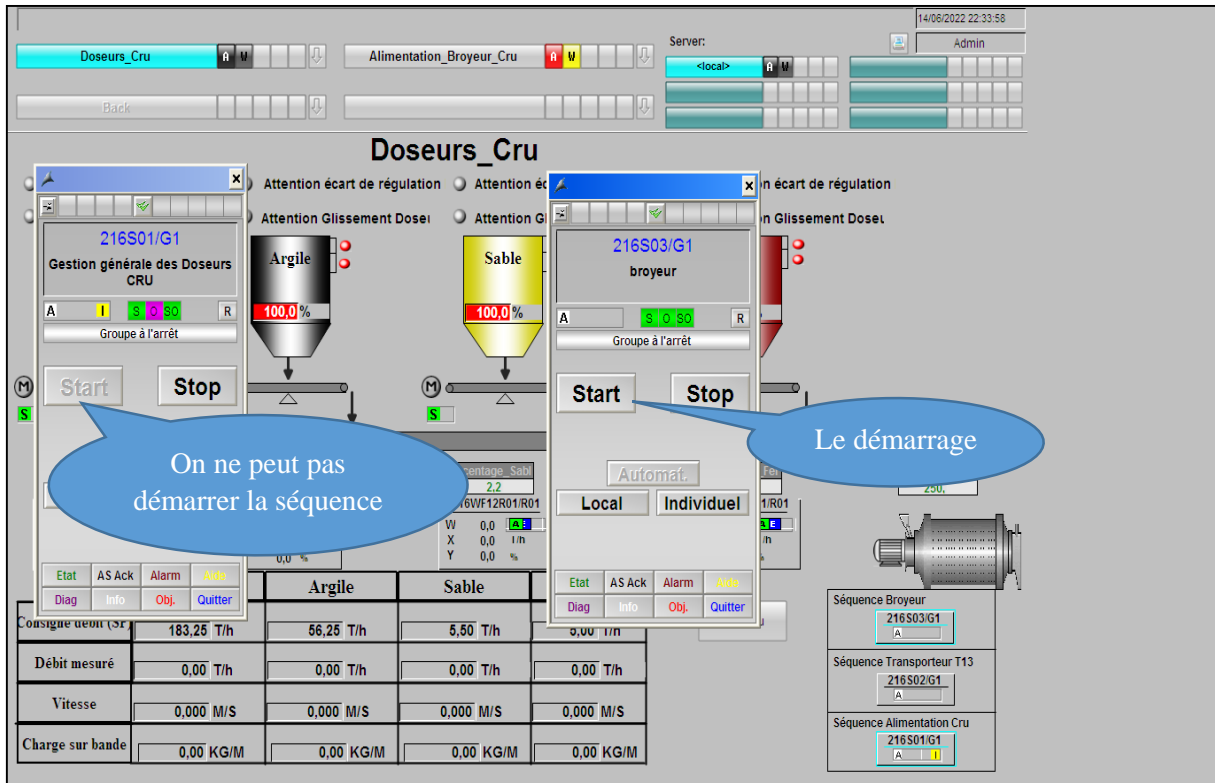 14/06/2022 22:33:58
Doseurs_Cru A W
Alimentation_Broyeur_Cru A W
Server:
Admin
<local> A W
Back
Doseurs_Cru
Attention écart de régulation
Attention
écart de régulation
Attention Glissement
Attention
Glissement
216S01/G1
Gestion générale des Doseurs
CRU
A I S O SO R
Groupe à l'arrêt
Start Stop
Argile
100,0 %
Sable
100,0 %
216S03/G1
broyeur
A S O SO R
Groupe à l'arrêt
Start Stop
Automat.
Local Individuel
M
S
M
S
On ne peut pas
démarrer la séquence
Le démarrage
2,2
W 0,0 A E
X 0,0
Y 0,0 %
0,0 %
250,
Etat AS Ack Alarm Aide
Diag Info Obj. Quitter
Etat AS Ack Alarm Aide
Diag Info Obj. Quitter
Argile Sable
Consigne debit (SP) 183,25 T/h 56,25 T/h 5,50 T/h 5,00 T/h
Débit mesuré 0,00 T/h 0,00 T/h 0,00 T/h 0,00 T/h
Vitesse 0,000 M/S 0,000 M/S 0,000 M/S 0,000 M/S
Charge sur bande 0,00 KG/M 0,00 KG/M 0,00 KG/M 0,00 KG/M
Séquence Broyeur
216S03/G1
A
Séquence Transporteur T13
216S02/G1
A
Séquence Alimentation Cru
216S01/G1
A I